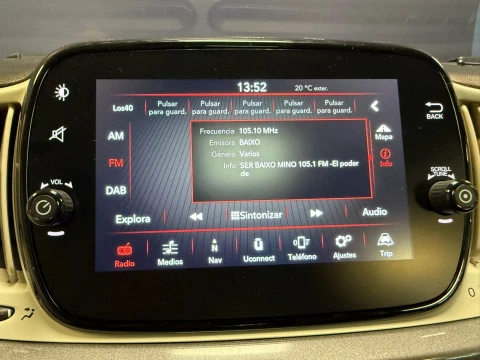 13:52
20 °C exter.
Los40
Pulsar para guard.
Pulsar para guard.
Pulsar para guard.
Pulsar para guard.
Pulsar para guard.
BACK
AM
FM
DAB
Frecuencia 105.10 MHz
Emisora BAIXO
Género Varios
Info SER BAIXO MINO 105.1 FM -El poder
de
Mapa
Info
VOL
SCROLL
TUNE
Explora
Sintonizar
Audio
Radio
Medios
N
Nav
Uconnect
Teléfono
Ajustes
Trip
0